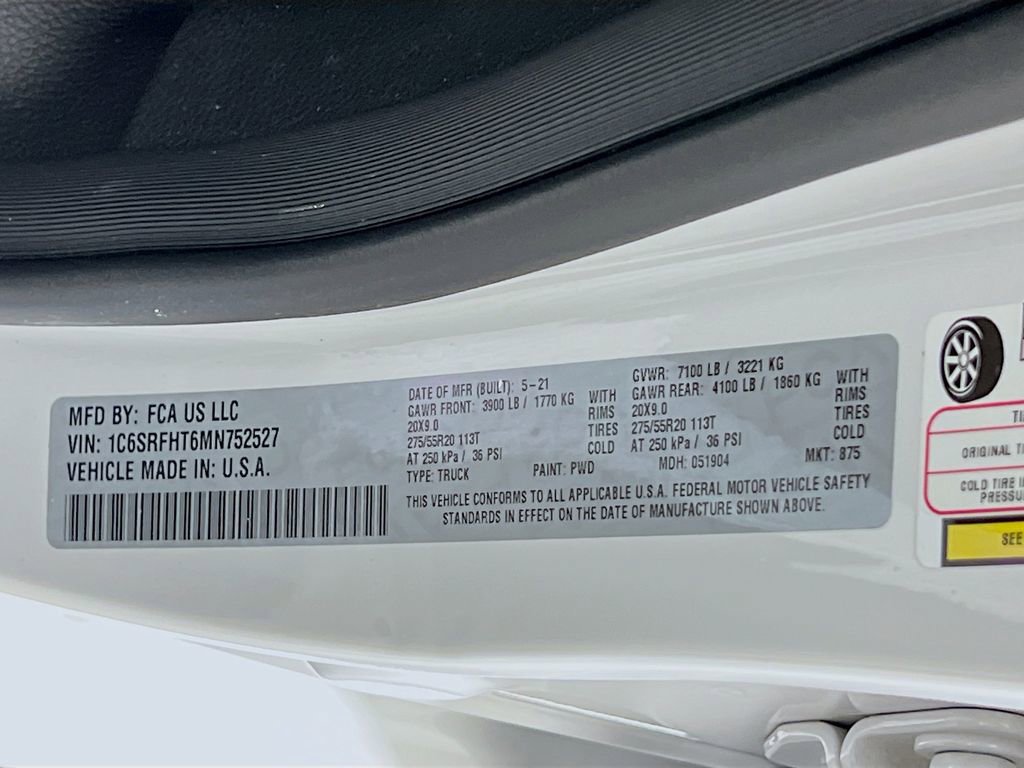 MFD BY: FCA US LLC
VIN: 1C6SRFHT6MN752527
VEHICLE MADE IN: U.S.A.
DATE OF MFR (BUILT): 5-21
GAWR FRONT: 3900 LB / 1770 KG WITH
20X9.0 RIMS
275/55R20 113T TIRES
AT 250 kPa / 36 PSI COLD
TYPE: TRUCK PAINT: PWD
GVWR: 7100 LB / 3221 KG
GAWR REAR: 4100 LB / 1860 KG WITH
20X9.0 RIMS
275/55R20 113T TIRES
AT 250 kPa / 36 PSI COLD
MDH: 051904 MKT: 875
THIS VEHICLE CONFORMS TO ALL APPLICABLE U.S.A. FEDERAL MOTOR VEHICLE SAFETY
STANDARDS IN EFFECT ON THE DATE OF MANUFACTURE SHOWN ABOVE.
ORIGINAL
COLD TIRE
SEE